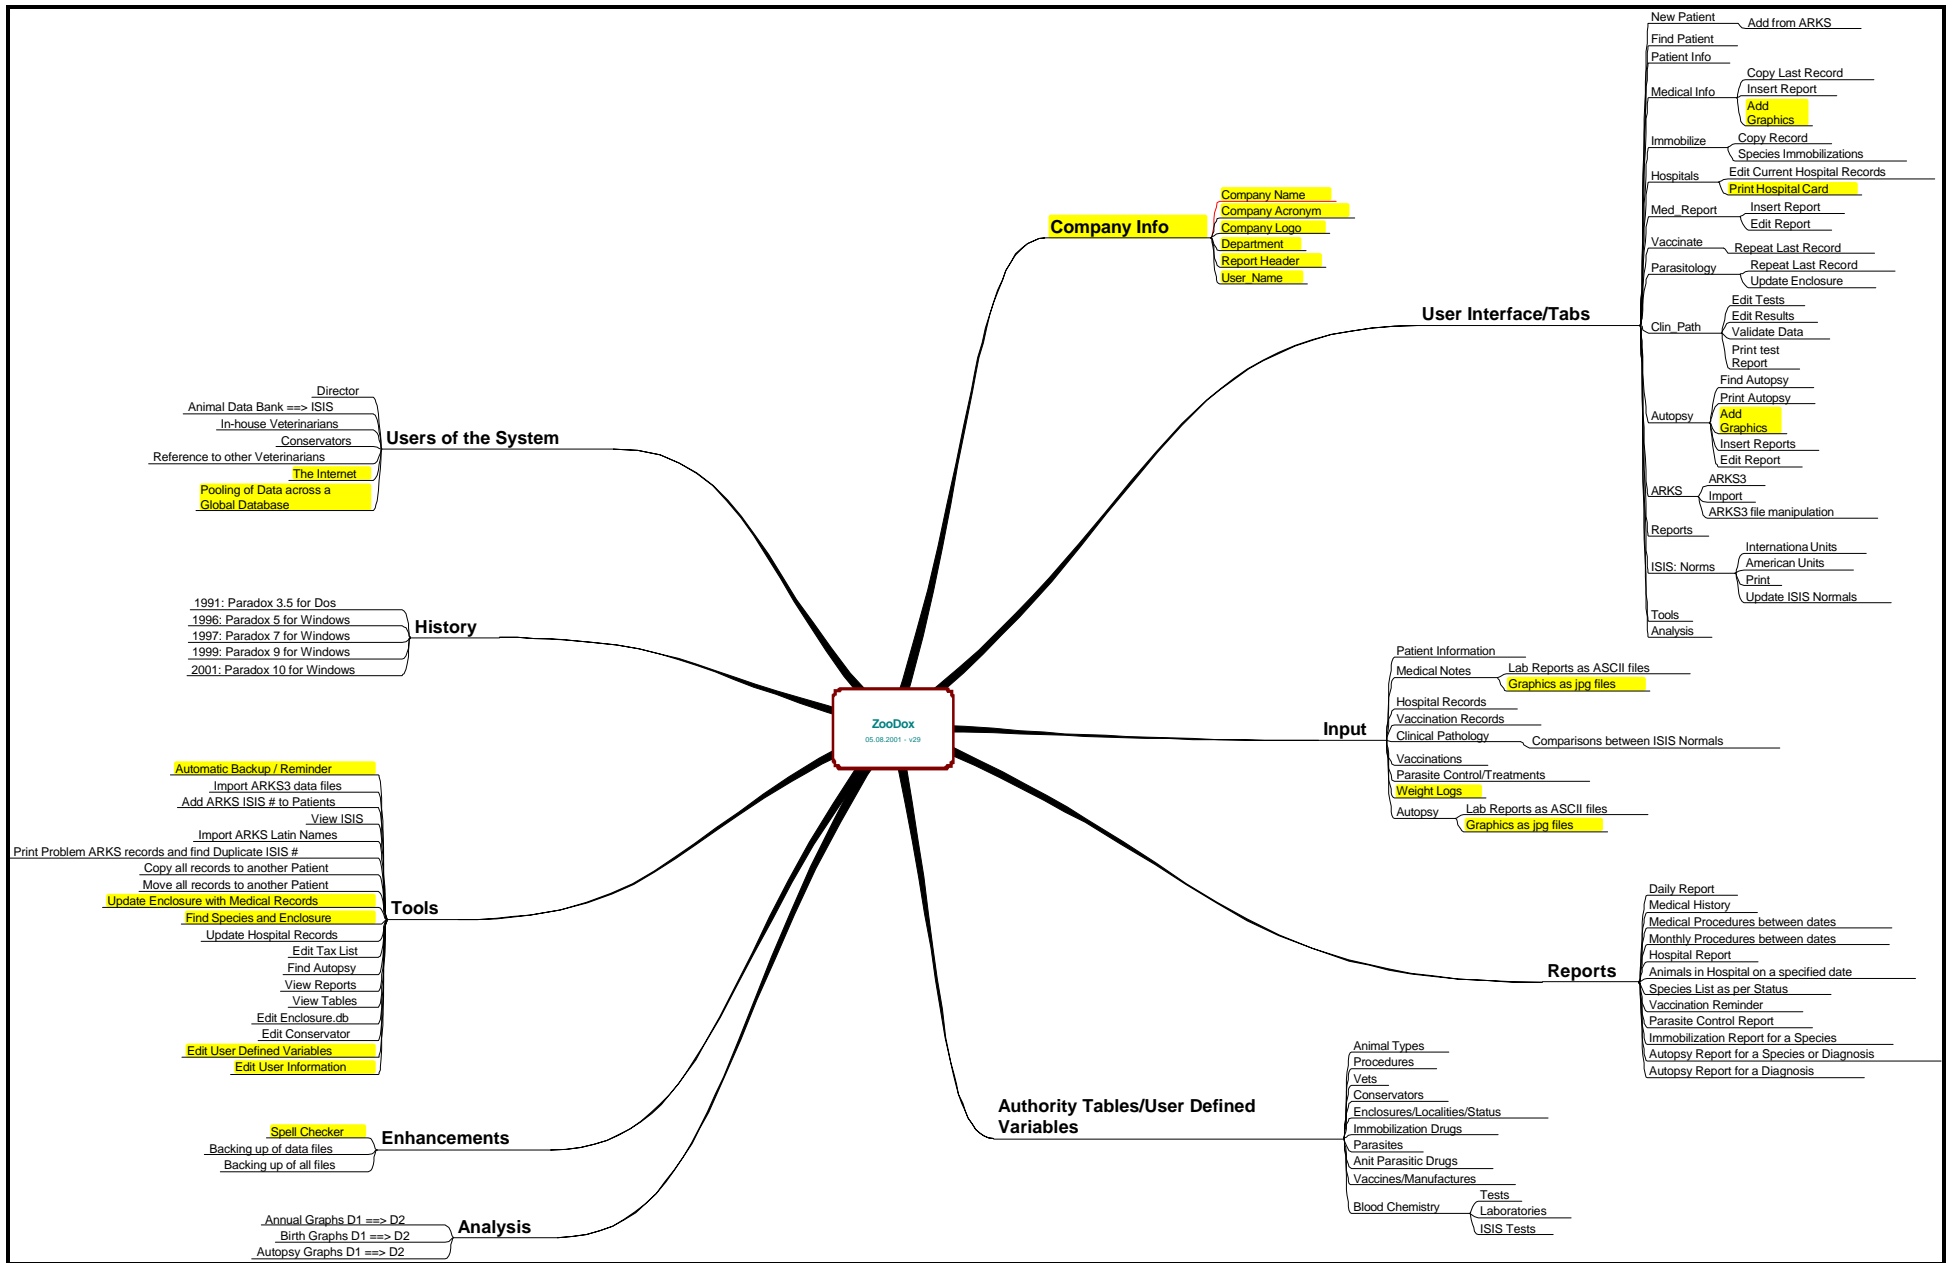 ZooDox
05.08.2001 - v29
Company Info
Company Name
Company Acronym
Company Logo
Department
Report Header
User_Name
User Interface/Tabs
New Patient
Add from ARKS
Find Patient
Patient Info
Medical Info
Copy Last Record
Insert Report
Add
Graphics
Immobilize
Copy Record
Species Immobilizations
Hospitals
Edit Current Hospital Records
Print Hospital Card
Med_Report
Insert Report
Edit Report
Vaccinate
Repeat Last Record
Parasitology
Repeat Last Record
Update Enclosure
Clin_Path
Edit Tests
Edit Results
Validate Data
Print test
Report
Autopsy
Find Autopsy
Print Autopsy
Add
Graphics
Insert Reports
Edit Report
ARKS
ARKS3
Import
ARKS3 file manipulation
Reports
ISIS: Norms
Internationa Units
American Units
Print
Update ISIS Normals
Tools
Analysis
Input
Patient Information
Medical Notes
Lab Reports as ASCII files
Graphics as jpg files
Hospital Records
Vaccination Records
Clinical Pathology
Comparisons between ISIS Normals
Vaccinations
Parasite Control/Treatments
Weight Logs
Autopsy
Lab Reports as ASCII files
Graphics as jpg files
Reports
Daily Report
Medical History
Medical Procedures between dates
Monthly Procedures between dates
Hospital Report
Animals in Hospital on a specified date
Species List as per Status
Vaccination Reminder
Parasite Control Report
Immobilization Report for a Species
Autopsy Report for a Species or Diagnosis
Autopsy Report for a Diagnosis
Authority Tables/User Defined
Variables
Animal Types
Procedures
Vets
Conservators
Enclosures/Localities/Status
Immobilization Drugs
Parasites
Anit Parasitic Drugs
Vaccines/Manufactures
Blood Chemistry
Tests
Laboratories
ISIS Tests
Users of the System
Director
Animal Data Bank ==> ISIS
In-house Veterinarians
Conservators
Reference to other Veterinarians
The Internet
Pooling of Data across a
Global Database
History
1991: Paradox 3.5 for Dos
1996: Paradox 5 for Windows
1997: Paradox 7 for Windows
1999: Paradox 9 for Windows
2001: Paradox 10 for Windows
Tools
Automatic Backup / Reminder
Import ARKS3 data files
Add ARKS ISIS # to Patients
View ISIS
Import ARKS Latin Names
Print Problem ARKS records and find Duplicate ISIS #
Copy all records to another Patient
Move all records to another Patient
Update Enclosure with Medical Records
Find Species and Enclosure
Update Hospital Records
Edit Tax List
Find Autopsy
View Reports
View Tables
Edit Enclosure.db
Edit Conservator
Edit User Defined Variables
Edit User Information
Enhancements
Spell Checker
Backing up of data files
Backing up of all files
Analysis
Annual Graphs D1 ==> D2
Birth Graphs D1 ==> D2
Autopsy Graphs D1 ==> D2